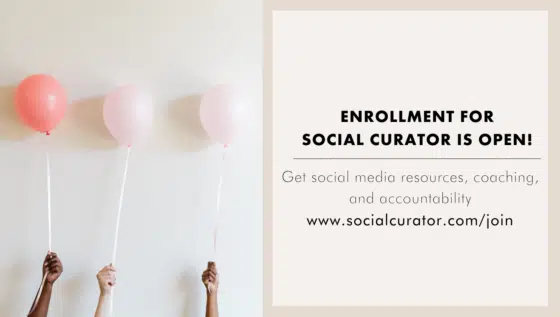 ENROLLMENT FOR
SOCIAL CURATOR IS OPEN!
Get social media resources, coaching,
and accountability
www.socialcurator.com/join